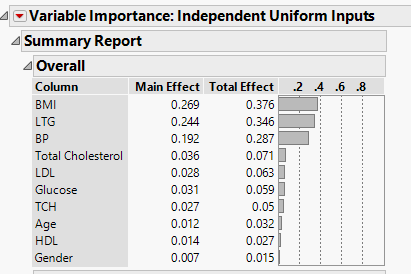 Variable Importance: Independent Uniform Inputs
Summary Report
Overall
Column Main Effect Total Effect .2 .4 .6 .8
BMI 0.269 0.376
LTG 0.244 0.346
BP 0.192 0.287
Total Cholesterol 0.036 0.071
LDL 0.028 0.063
Glucose 0.031 0.059
TCH 0.027 0.05
Age 0.012 0.032
HDL 0.014 0.027
Gender 0.007 0.015